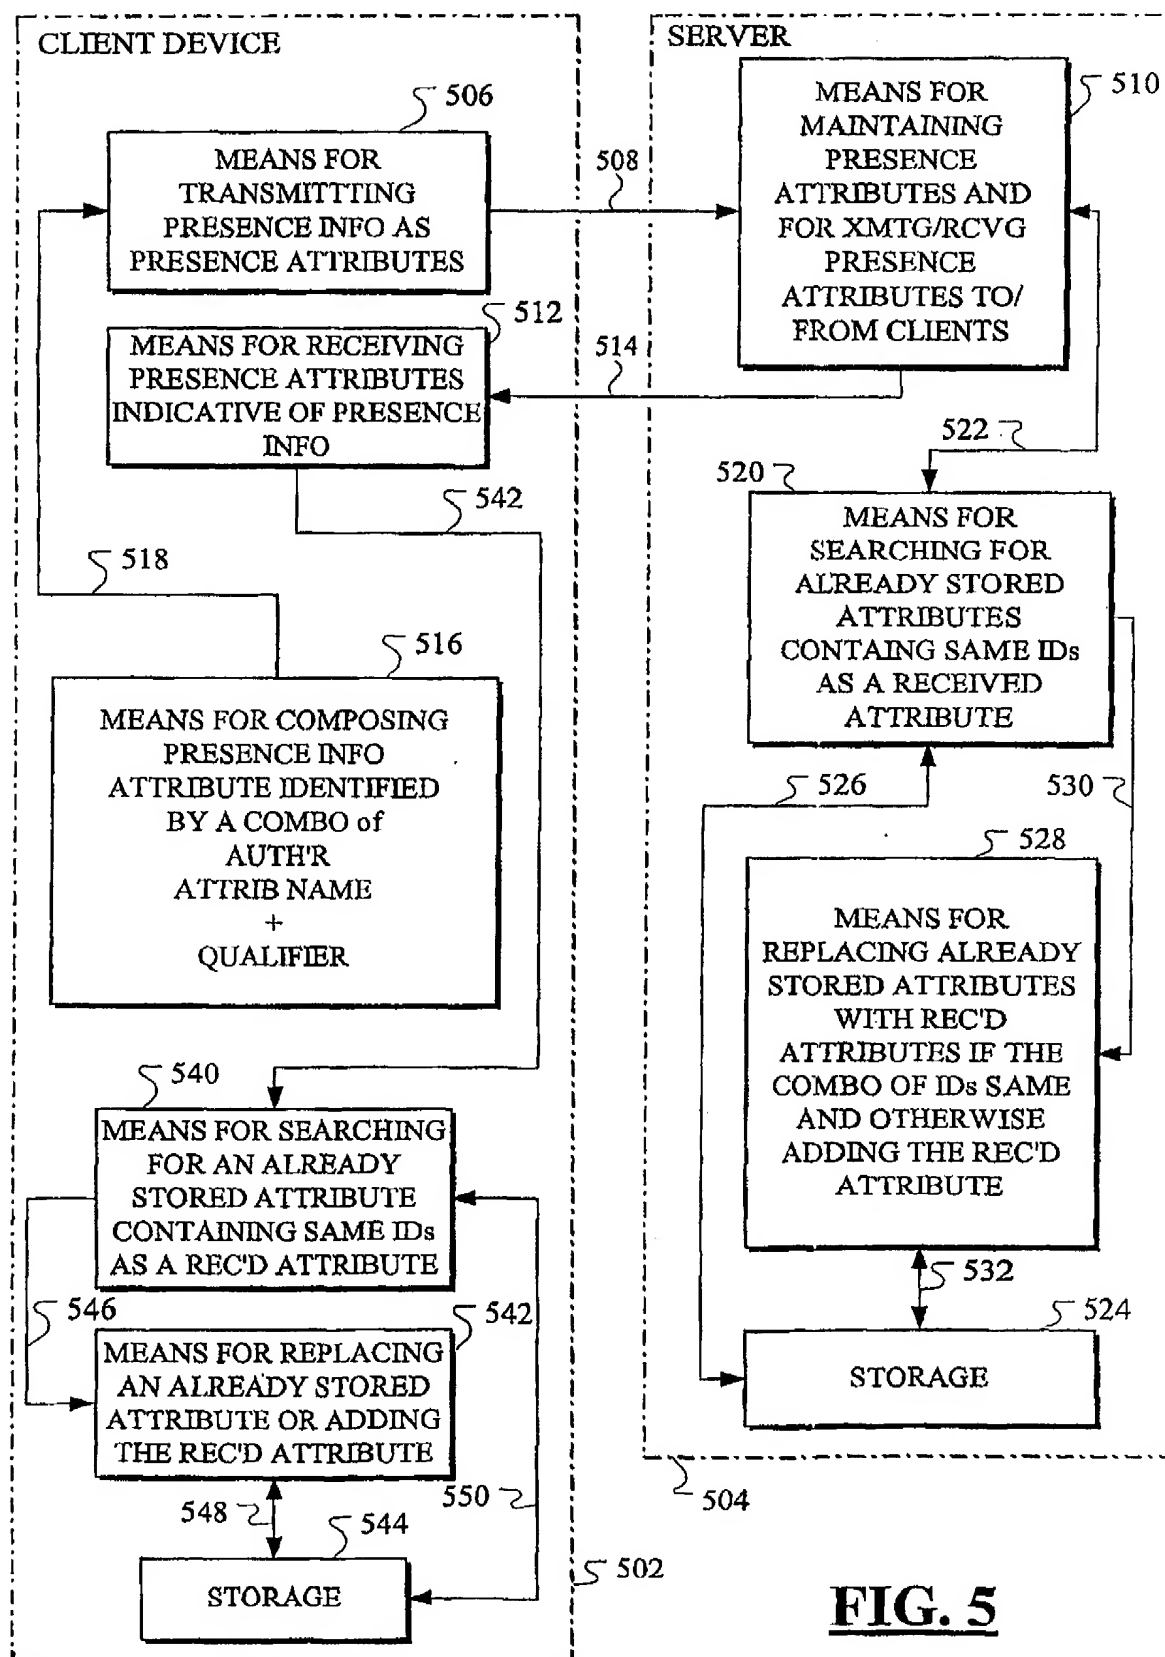 CLIENT DEVICE
506
MEANS FOR
TRANSMITTTING
PRESENCE INFO AS
PRESENCE ATTRIBUTES
512
MEANS FOR RECEIVING
PRESENCE ATTRIBUTES
INDICATIVE OF PRESENCE
INFO
542
518
516
MEANS FOR COMPOSING
PRESENCE INFO
ATTRIBUTE IDENTIFIED
BY A COMBO of
AUTH'R
ATTRIB NAME
+
QUALIFIER
540
MEANS FOR SEARCHING
FOR AN ALREADY
STORED ATTRIBUTE
CONTAINING SAME IDs
AS A REC'D ATTRIBUTE
546
542
MEANS FOR REPLACING
AN ALREADY STORED
ATTRIBUTE OR ADDING
THE REC'D ATTRIBUTE
548
550
544
STORAGE
502
508
514
SERVER
510
MEANS FOR
MAINTAINING
PRESENCE
ATTRIBUTES AND
FOR XMTG/RCVG
PRESENCE
ATTRIBUTES TO/
FROM CLIENTS
522
520
MEANS FOR
SEARCHING FOR
ALREADY STORED
ATTRIBUTES
CONTAING SAME IDs
AS A RECEIVED
ATTRIBUTE
526
530
528
MEANS FOR
REPLACING ALREADY
STORED ATTRIBUTES
WITH REC'D
ATTRIBUTES IF THE
COMBO OF IDs SAME
AND OTHERWISE
ADDING THE REC'D
ATTRIBUTE
532
524
STORAGE
504
FIG. 5